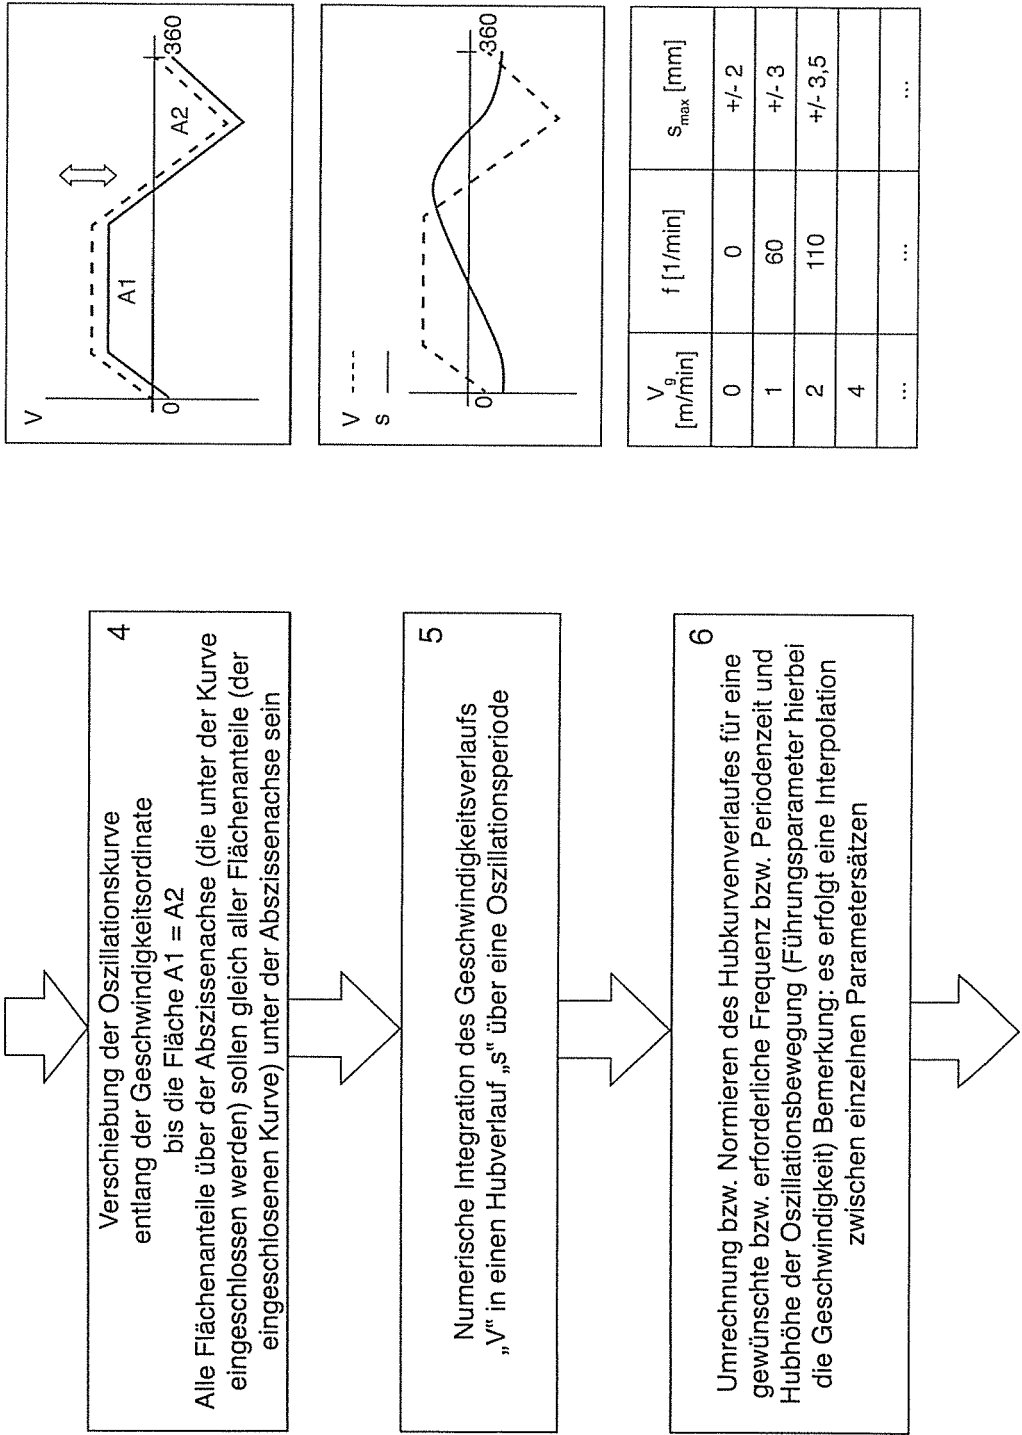 4
Verschiebung der Oszillationskurve
entlang der Geschwindigkeitsordinate
bis die Fläche A1 = A2
Alle Flächenanteile über der Abszissenachse (die unter der Kurve
eingeschlossen werden) sollen gleich aller Flächenanteile (der
eingeschlosenen Kurve) unter der Abszissenachse sein
V
A1
A2
0
360
5
Numerische Integration des Geschwindigkeitsverlaufs
„V“ in einen Hubverlauf „s“ über eine Oszillationsperiode
V -----
s ——
0
360
6
Umrechnung bzw. Normieren des Hubkurvenverlaufes für eine
gewünschte bzw. erforderliche Frequenz bzw. Periodenzeit und
Hubhöhe der Oszillationsbewegung (Führungsparameter hierbei
die Geschwindigkeit) Bemerkung: es erfolgt eine Interpolation
zwischen einzelnen Parametersätzen
Vg [m/min] f [1/min] smax [mm]
0 0 +/- 2
1 60 +/- 3
2 110 +/- 3,5
4
... ... ...